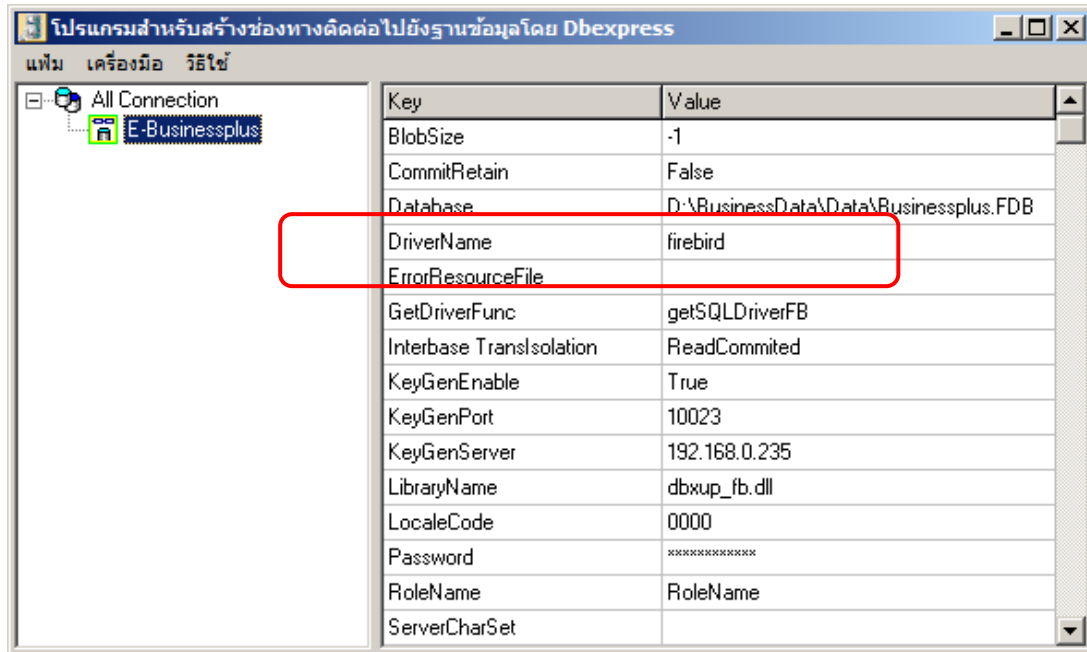 โปรแกรมสำหรับสร้างช่องทางติดต่อไปยังฐานข้อมูลโดย Dbexpress
แฟ้ม เครื่องมือ วิธีใช้
All Connection
E-Businessplus
Key Value
BlobSize -1
CommitRetain False
Database D:\BusinessData\Data\Businessplus.FDB
DriverName firebird
ErrorResourceFile
GetDriverFunc getSQLDriverFB
Interbase TransIsolation ReadCommited
KeyGenEnable True
KeyGenPort 10023
KeyGenServer 192.168.0.235
LibraryName dbxup_fb.dll
LocaleCode 0000
Password ************
RoleName RoleName
ServerCharSet